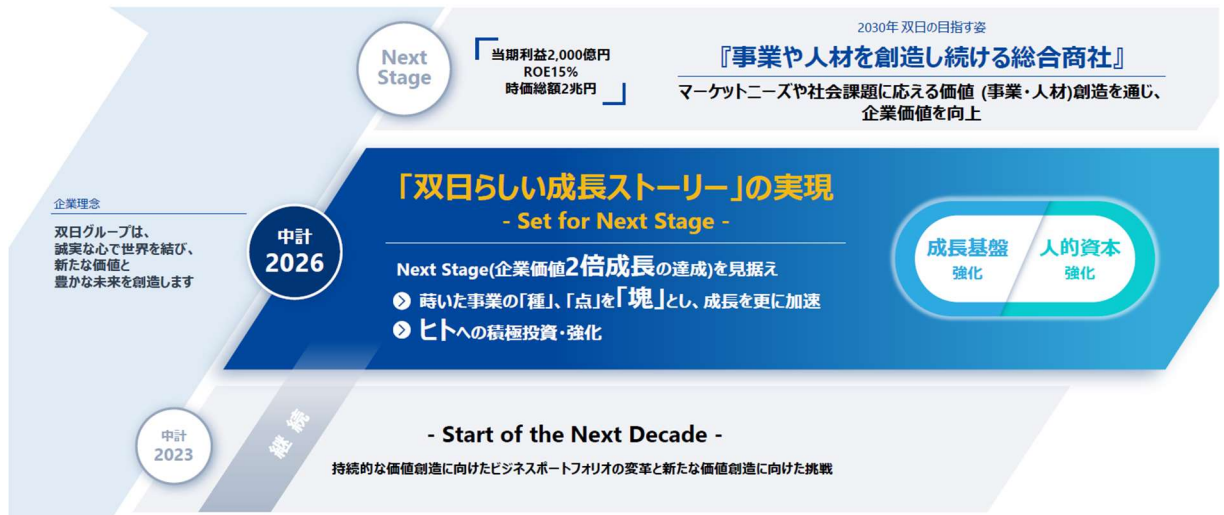 Next
Stage
当期利益2,000億円
ROE15%
時価総額2兆円
2030年 双日の目指す姿
『事業や人材を創造し続ける総合商社』
マーケットニーズや社会課題に応える価値 (事業・人材)創造を通じ、
企業価値を向上
企業理念
双日グループは、
誠実な心で世界を結び、
新たな価値と
豊かな未来を創造します
中計
2026
「双日らしい成長ストーリー」の実現
- Set for Next Stage -
Next Stage(企業価値2倍成長の達成)を見据え
蒔いた事業の「種」、「点」を「塊」とし、成長を更に加速
ヒトへの積極投資・強化
成長基盤
強化
人的資本
強化
継続
中計
2023
- Start of the Next Decade -
持続的な価値創造に向けたビジネスポートフォリオの変革と新たな価値創造に向けた挑戦